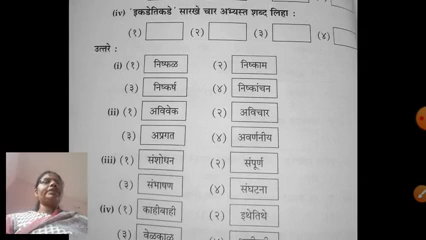 (iv) 'इकडेतिकडे' सारखे चार अभ्यस्त शब्द लिहा :
(१) (२) (३) (४)
उत्तरे :
(i) (१) निष्फळ (२) निष्काम
(३) निष्कर्ष (४) निष्कांचन
(ii) (१) अविवेक (२) अविचार
(३) अप्रगत (४) अवर्णनीय
(iii) (१) संशोधन (२) संपूर्ण
(३) संभाषण (४) संघटना
(iv) (१) काहीबाही (२) इथेतिथे
(३) वेळकाळ